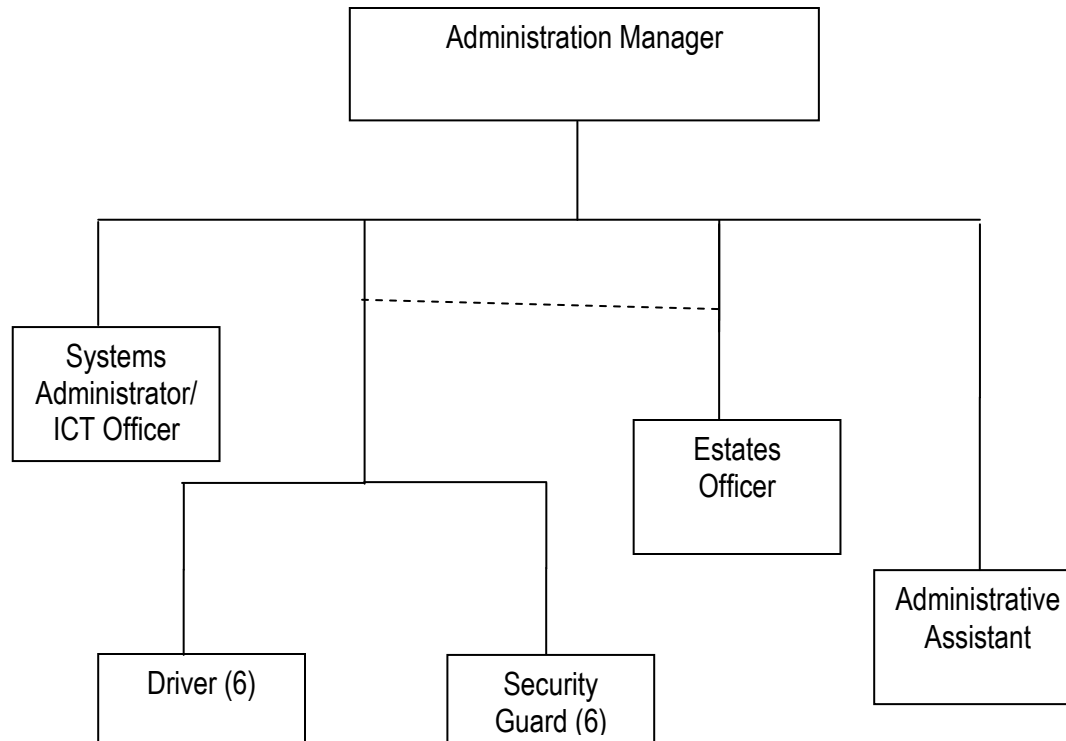 Administration Manager
Systems
Administrator/
ICT Officer
Estates
Officer
Administrative
Assistant
Driver (6)
Security
Guard (6)